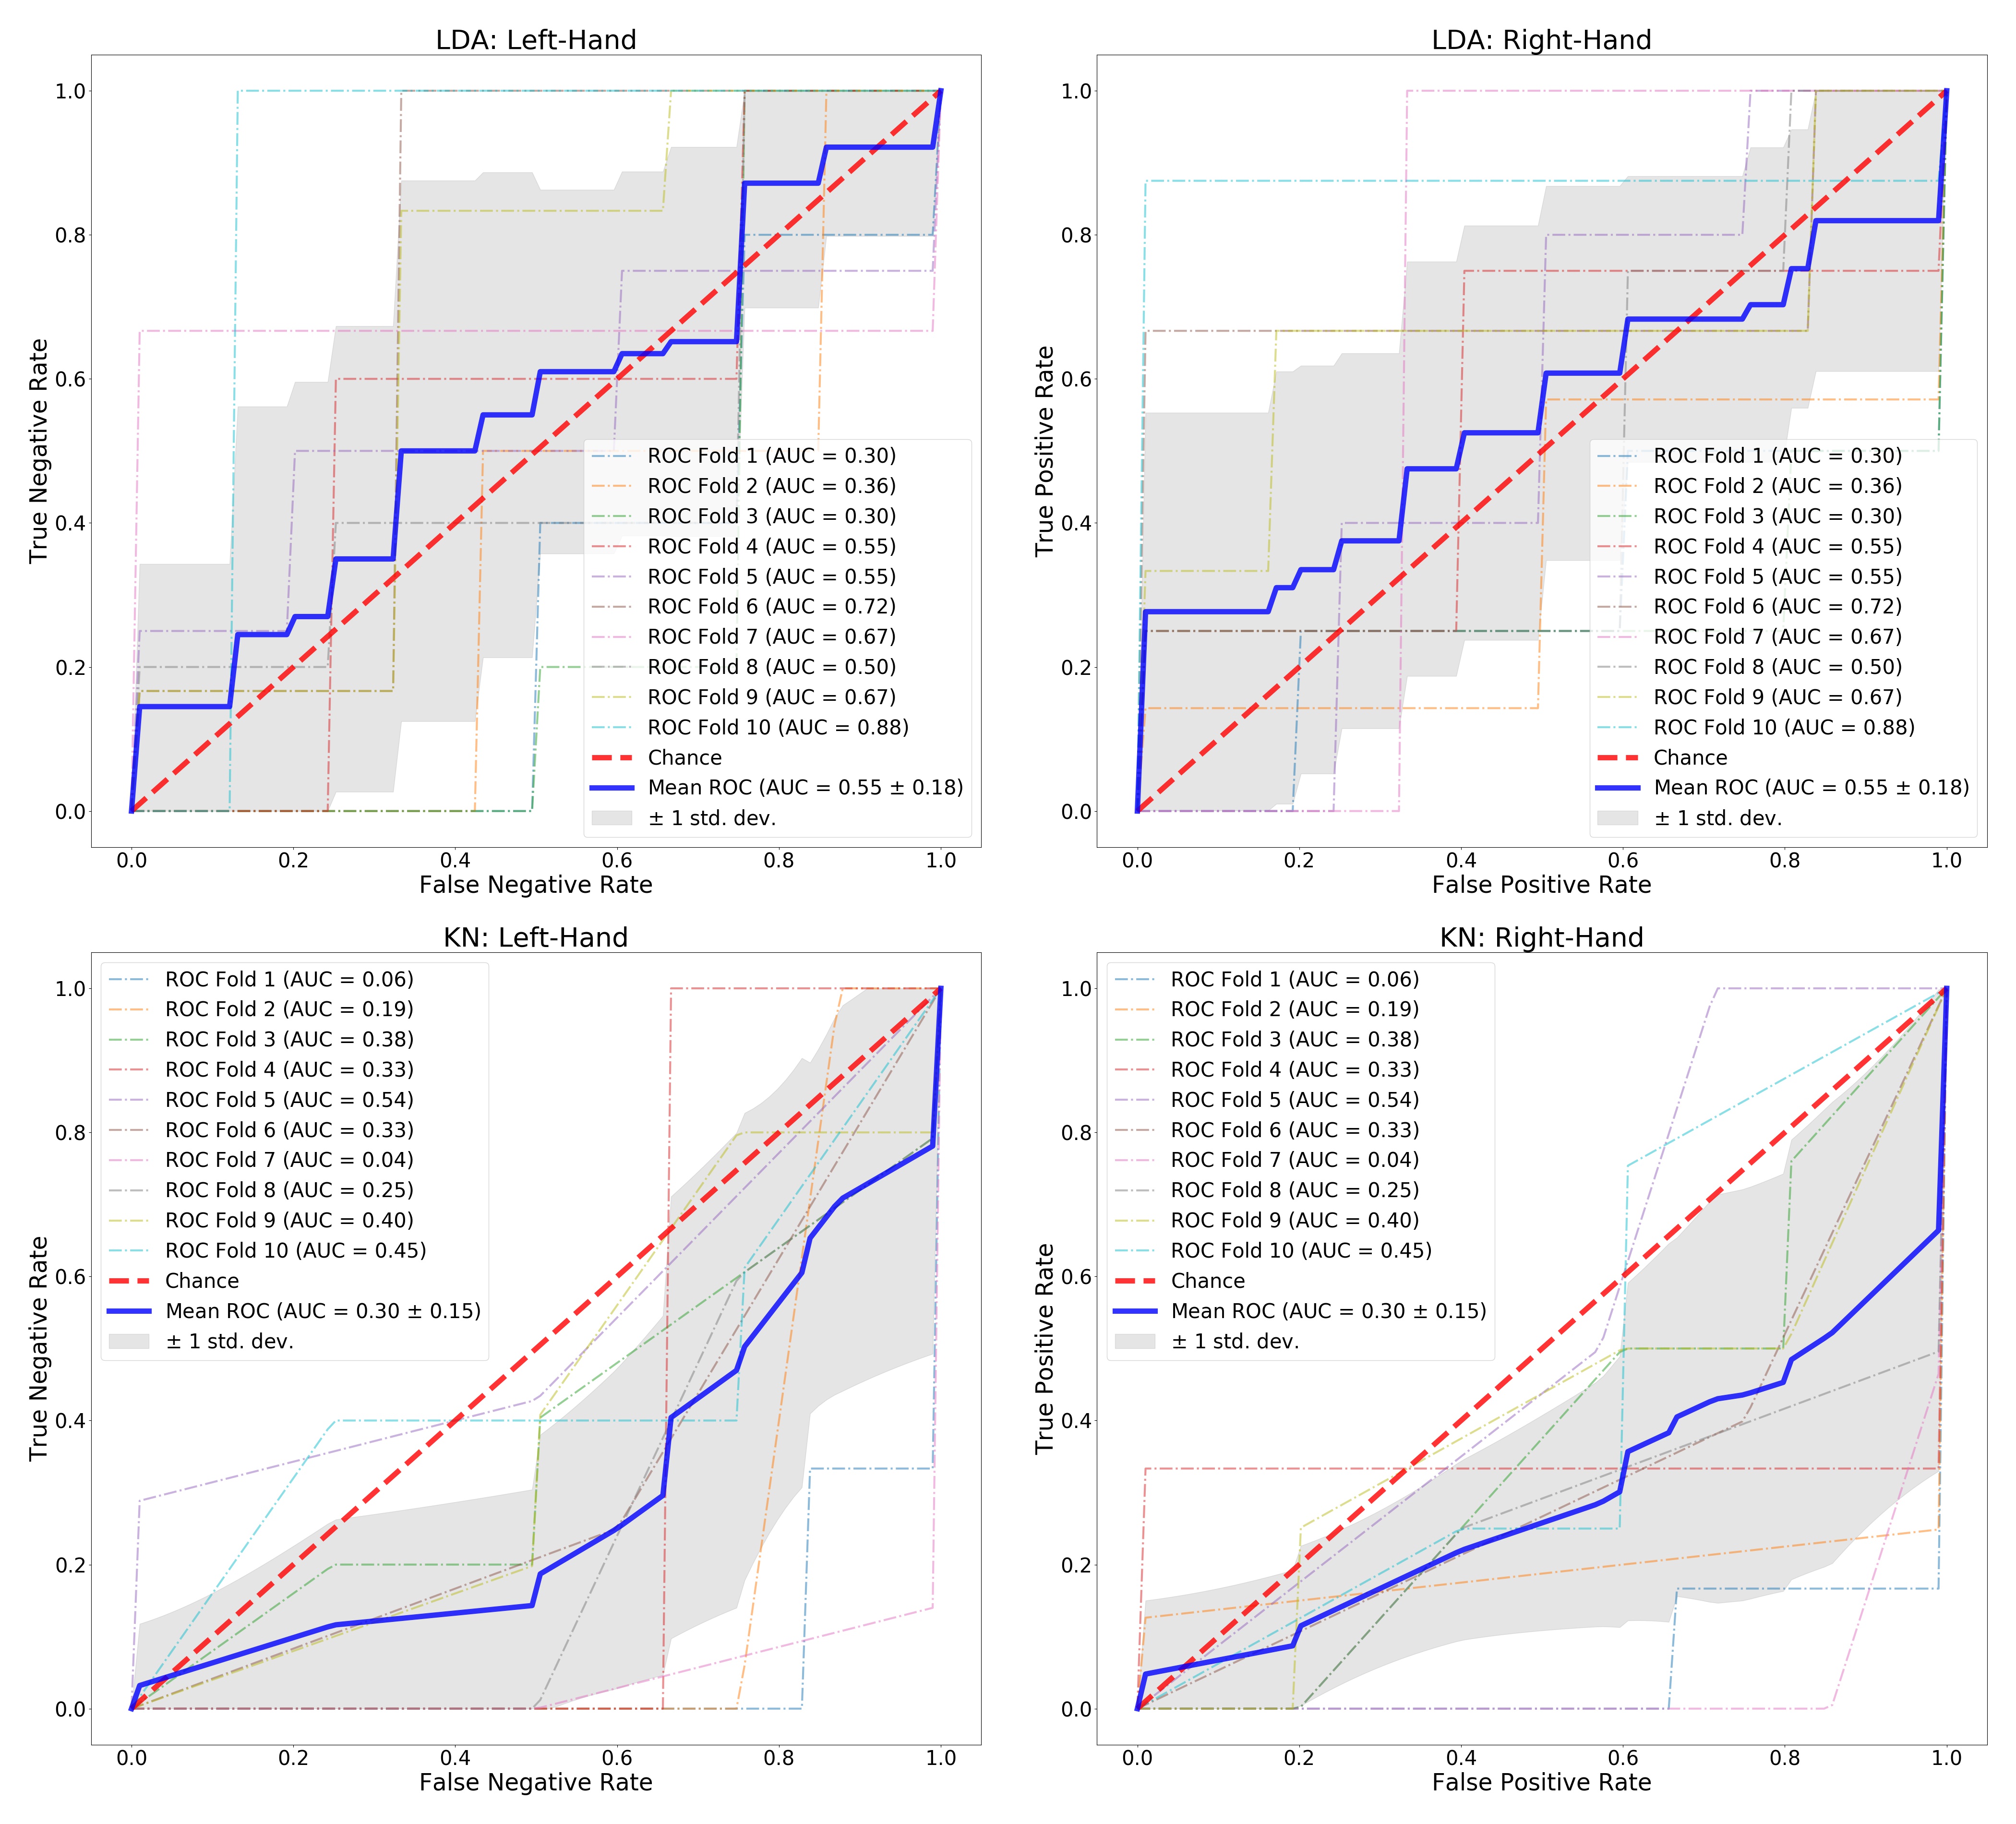 LDA: Left-Hand
True Negative Rate
1.0
0.8
0.6
0.4
0.2
0.0
ROC Fold 1 (AUC = 0.30)
ROC Fold 2 (AUC = 0.36)
ROC Fold 3 (AUC = 0.30)
ROC Fold 4 (AUC = 0.55)
ROC Fold 5 (AUC = 0.55)
ROC Fold 6 (AUC = 0.72)
ROC Fold 7 (AUC = 0.67)
ROC Fold 8 (AUC = 0.50)
ROC Fold 9 (AUC = 0.67)
ROC Fold 10 (AUC = 0.88)
Chance
Mean ROC (AUC = 0.55 ± 0.18)
± 1 std. dev.
0.0 0.2 0.4 0.6 0.8 1.0
False Negative Rate
LDA: Right-Hand
True Positive Rate
1.0
0.8
0.6
0.4
0.2
0.0
ROC Fold 1 (AUC = 0.30)
ROC Fold 2 (AUC = 0.36)
ROC Fold 3 (AUC = 0.30)
ROC Fold 4 (AUC = 0.55)
ROC Fold 5 (AUC = 0.55)
ROC Fold 6 (AUC = 0.72)
ROC Fold 7 (AUC = 0.67)
ROC Fold 8 (AUC = 0.50)
ROC Fold 9 (AUC = 0.67)
ROC Fold 10 (AUC = 0.88)
Chance
Mean ROC (AUC = 0.55 ± 0.18)
± 1 std. dev.
0.0 0.2 0.4 0.6 0.8 1.0
False Positive Rate
KN: Left-Hand
True Negative Rate
1.0
0.8
0.6
0.4
0.2
0.0
ROC Fold 1 (AUC = 0.06)
ROC Fold 2 (AUC = 0.19)
ROC Fold 3 (AUC = 0.38)
ROC Fold 4 (AUC = 0.33)
ROC Fold 5 (AUC = 0.54)
ROC Fold 6 (AUC = 0.33)
ROC Fold 7 (AUC = 0.04)
ROC Fold 8 (AUC = 0.25)
ROC Fold 9 (AUC = 0.40)
ROC Fold 10 (AUC = 0.45)
Chance
Mean ROC (AUC = 0.30 ± 0.15)
± 1 std. dev.
0.0 0.2 0.4 0.6 0.8 1.0
False Negative Rate
KN: Right-Hand
True Positive Rate
1.0
0.8
0.6
0.4
0.2
0.0
ROC Fold 1 (AUC = 0.06)
ROC Fold 2 (AUC = 0.19)
ROC Fold 3 (AUC = 0.38)
ROC Fold 4 (AUC = 0.33)
ROC Fold 5 (AUC = 0.54)
ROC Fold 6 (AUC = 0.33)
ROC Fold 7 (AUC = 0.04)
ROC Fold 8 (AUC = 0.25)
ROC Fold 9 (AUC = 0.40)
ROC Fold 10 (AUC = 0.45)
Chance
Mean ROC (AUC = 0.30 ± 0.15)
± 1 std. dev.
0.0 0.2 0.4 0.6 0.8 1.0
False Positive Rate